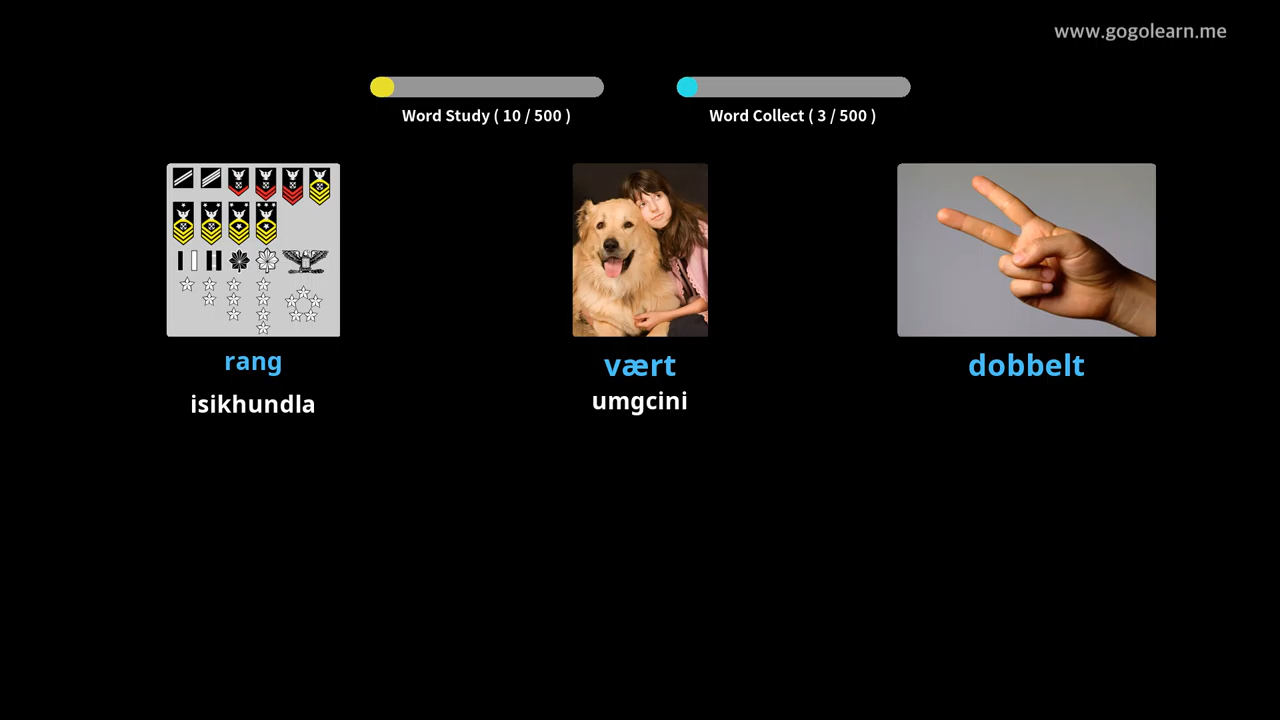 www.gogolearn.me
Word Study ( 10 / 500 )
Word Collect ( 3 / 500 )
rang
isikhundla
vært
umgcini
dobbelt